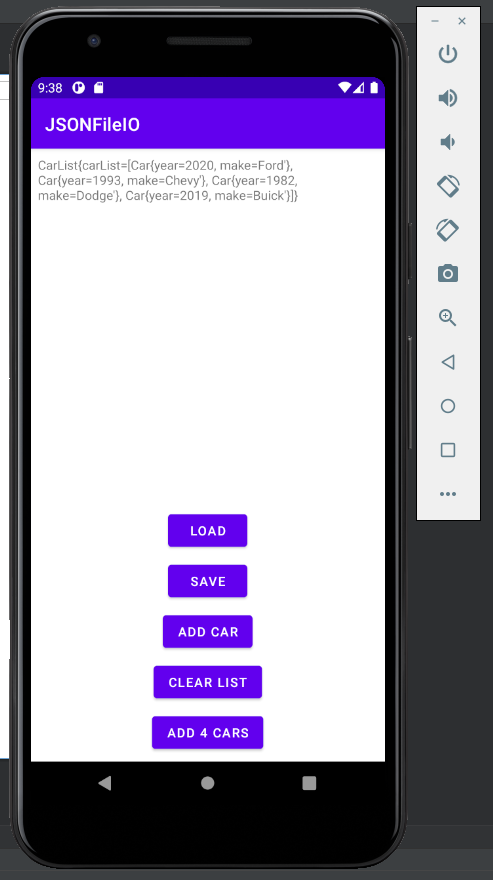 9:38
JSONFileIO
CarList{carList=[Car{year=2020, make=Ford'},
Car{year=1993, make=Chevy'}, Car{year=1982,
make=Dodge'}, Car{year=2019, make=Buick'}]}
LOAD
SAVE
ADD CAR
CLEAR LIST
ADD 4 CARS